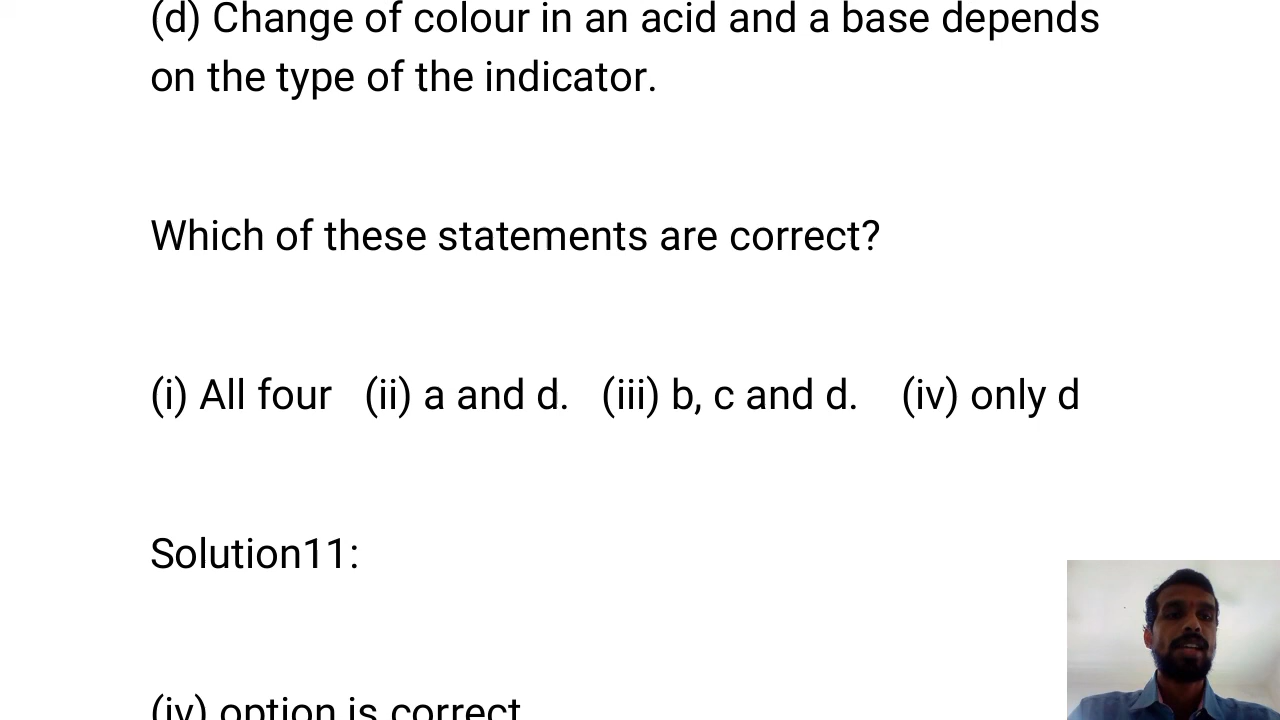 (d) Change of colour in an acid and a base depends
on the type of the indicator.
Which of these statements are correct?
(i) All four (ii) a and d. (iii) b, c and d. (iv) only d
Solution11:
(iv) option is correct